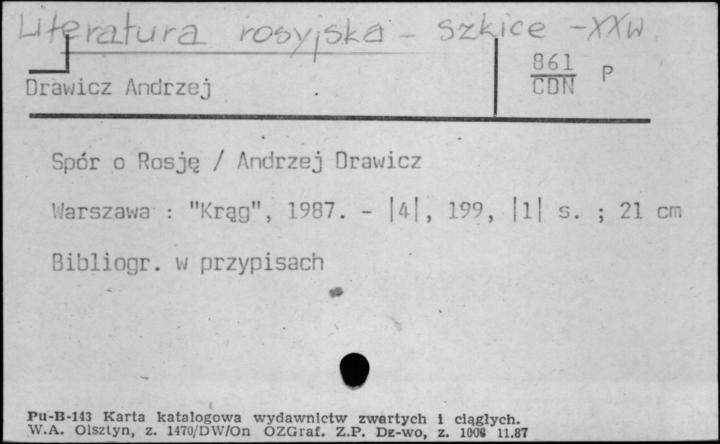 Literatura rosyjska - szkice - XXw.
861
CDN P
Drawicz Andrzej
Spór o Rosję / Andrzej Drawicz
Warszawa : "Krąg", 1987. - |4|, 199, |1| s. ; 21 cm
Bibliogr. w przypisach
Pu-B-143 Karta katalogowa wydawnictw zwartych i ciągłych.
W.A. Olsztyn, z. 1470/DW/On OZGraf. Z.P. Dz-wo, z. 1008 11.87